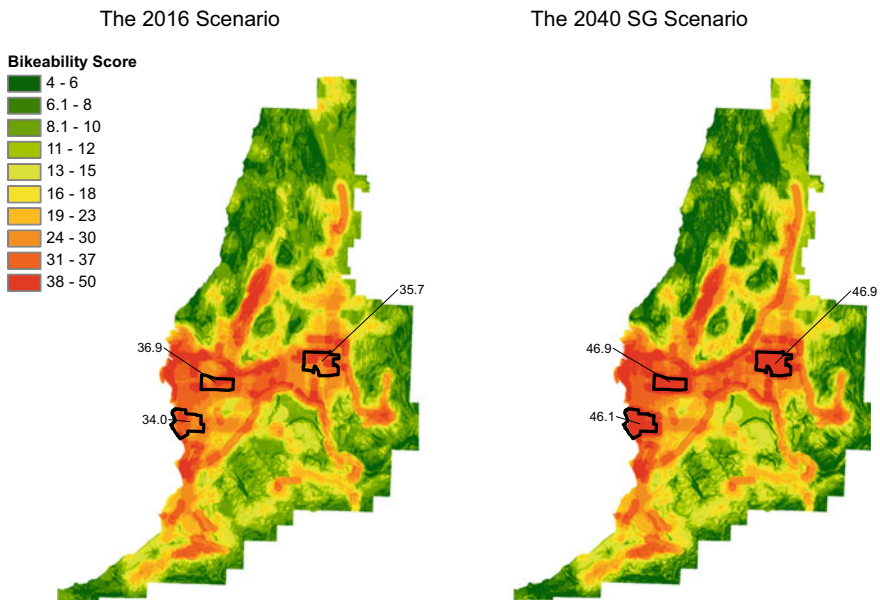 The 2016 Scenario
The 2040 SG Scenario
Bikeability Score
4 - 6
6.1 - 8
8.1 - 10
11 - 12
13 - 15
16 - 18
19 - 23
24 - 30
31 - 37
38 - 50
35.7
36.9
34.0
46.9
46.9
46.1